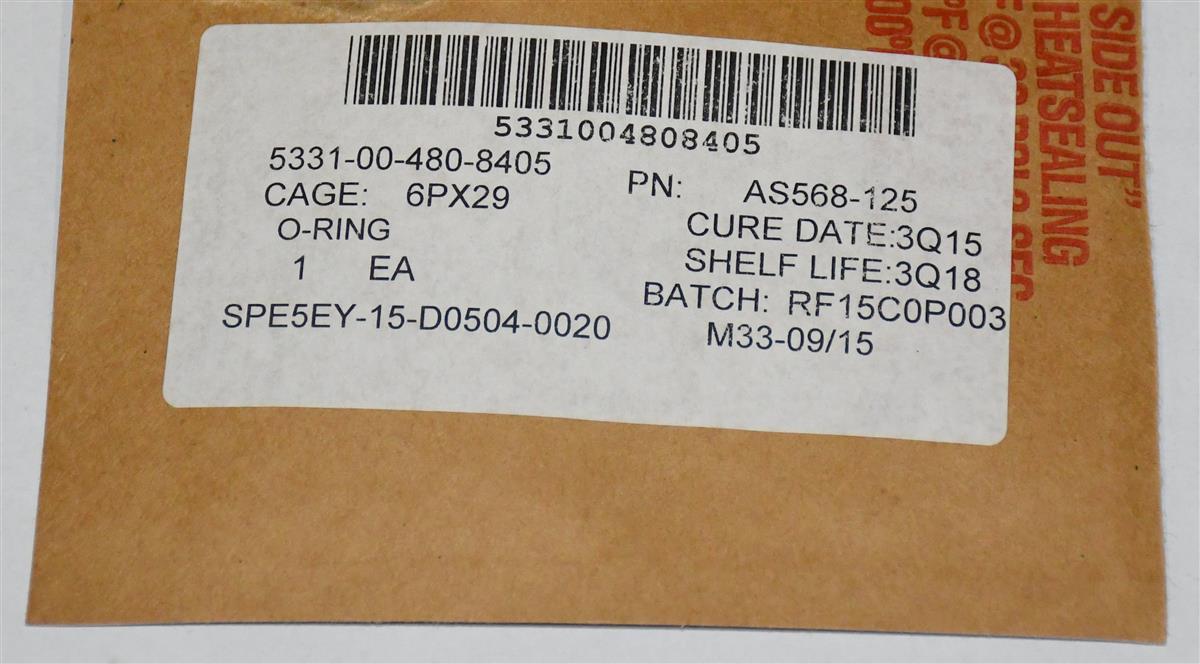 5331004808405
5331-00-480-8405
CAGE: 6PX29
O-RING
1 EA
SPE5EY-15-D0504-0020
PN: AS568-125
CURE DATE:3Q15
SHELF LIFE:3Q18
BATCH: RF15C0P003
M33-09/15
SIDE OUT"
HEATSEALING